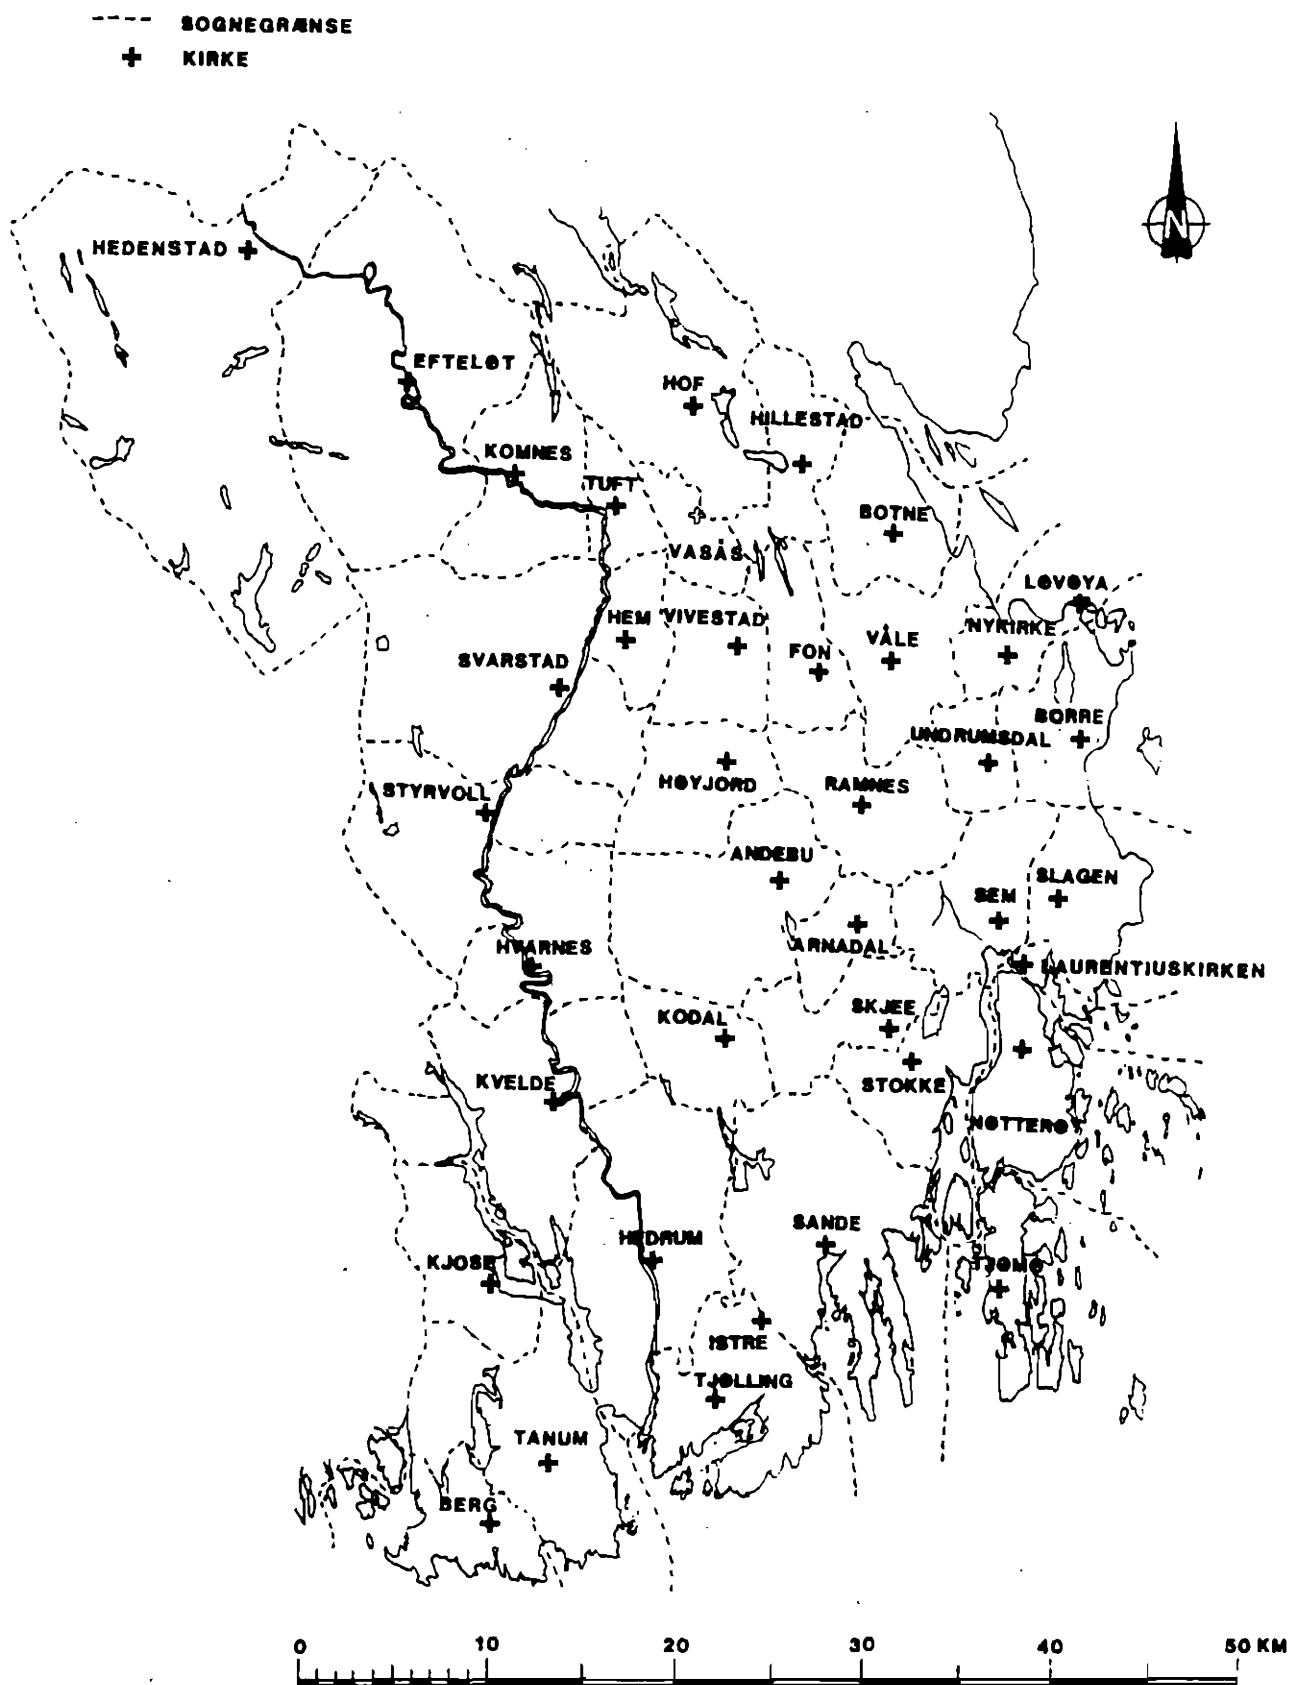 SOGNEGRÆNSE
KIRKE
N
HEDENSTAD
EFTELØT
HOF
HILLESTAD
KOMNES
TUFT
BOTNE
VASÅS
LØVØYA
HEM
VIVESTAD
NYKIRKE
VÅLE
FON
SVARSTAD
BORRE
UNDRUMSDAL
HØYJORD
RAMNES
STYRVOLL
ANDEBU
SLAGEN
SEM
HVARNES
ARNADAL
LAURENTIUSKIRKEN
SKJEE
KODAL
KVELDE
STOKKE
NØTTERØY
SANDE
HEDRUM
KJOSE
TJØMØ
ISTRE
TJØLLING
TANUM
BERG
0 10 20 30 40 50 KM